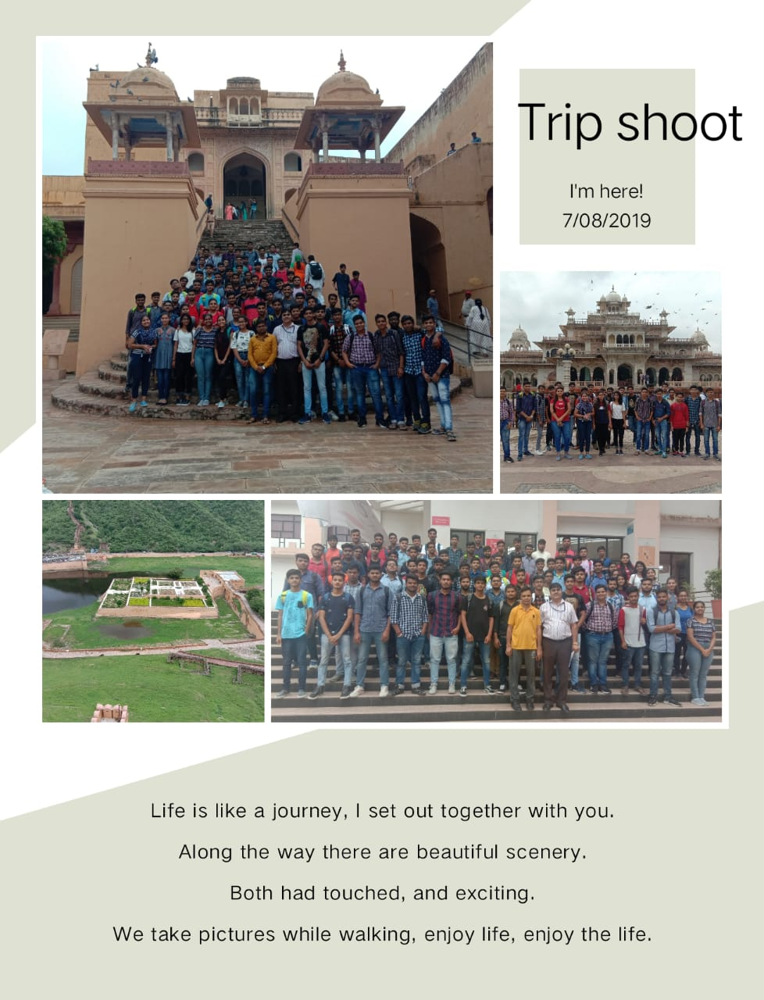 Trip shoot
I'm here!
7/08/2019
Life is like a journey, I set out together with you.
Along the way there are beautiful scenery.
Both had touched, and exciting.
We take pictures while walking, enjoy life, enjoy the life.